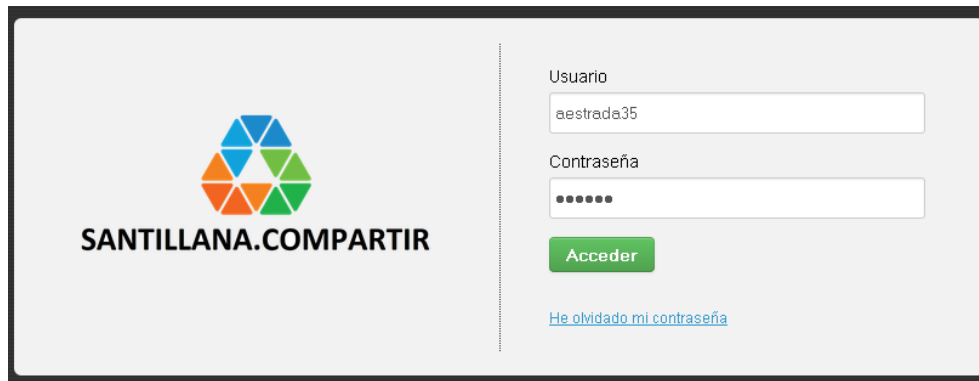 SANTILLANA.COMPARTIR
Usuario
aestrada35
Contraseña
••••••
Acceder
He olvidado mi contraseña